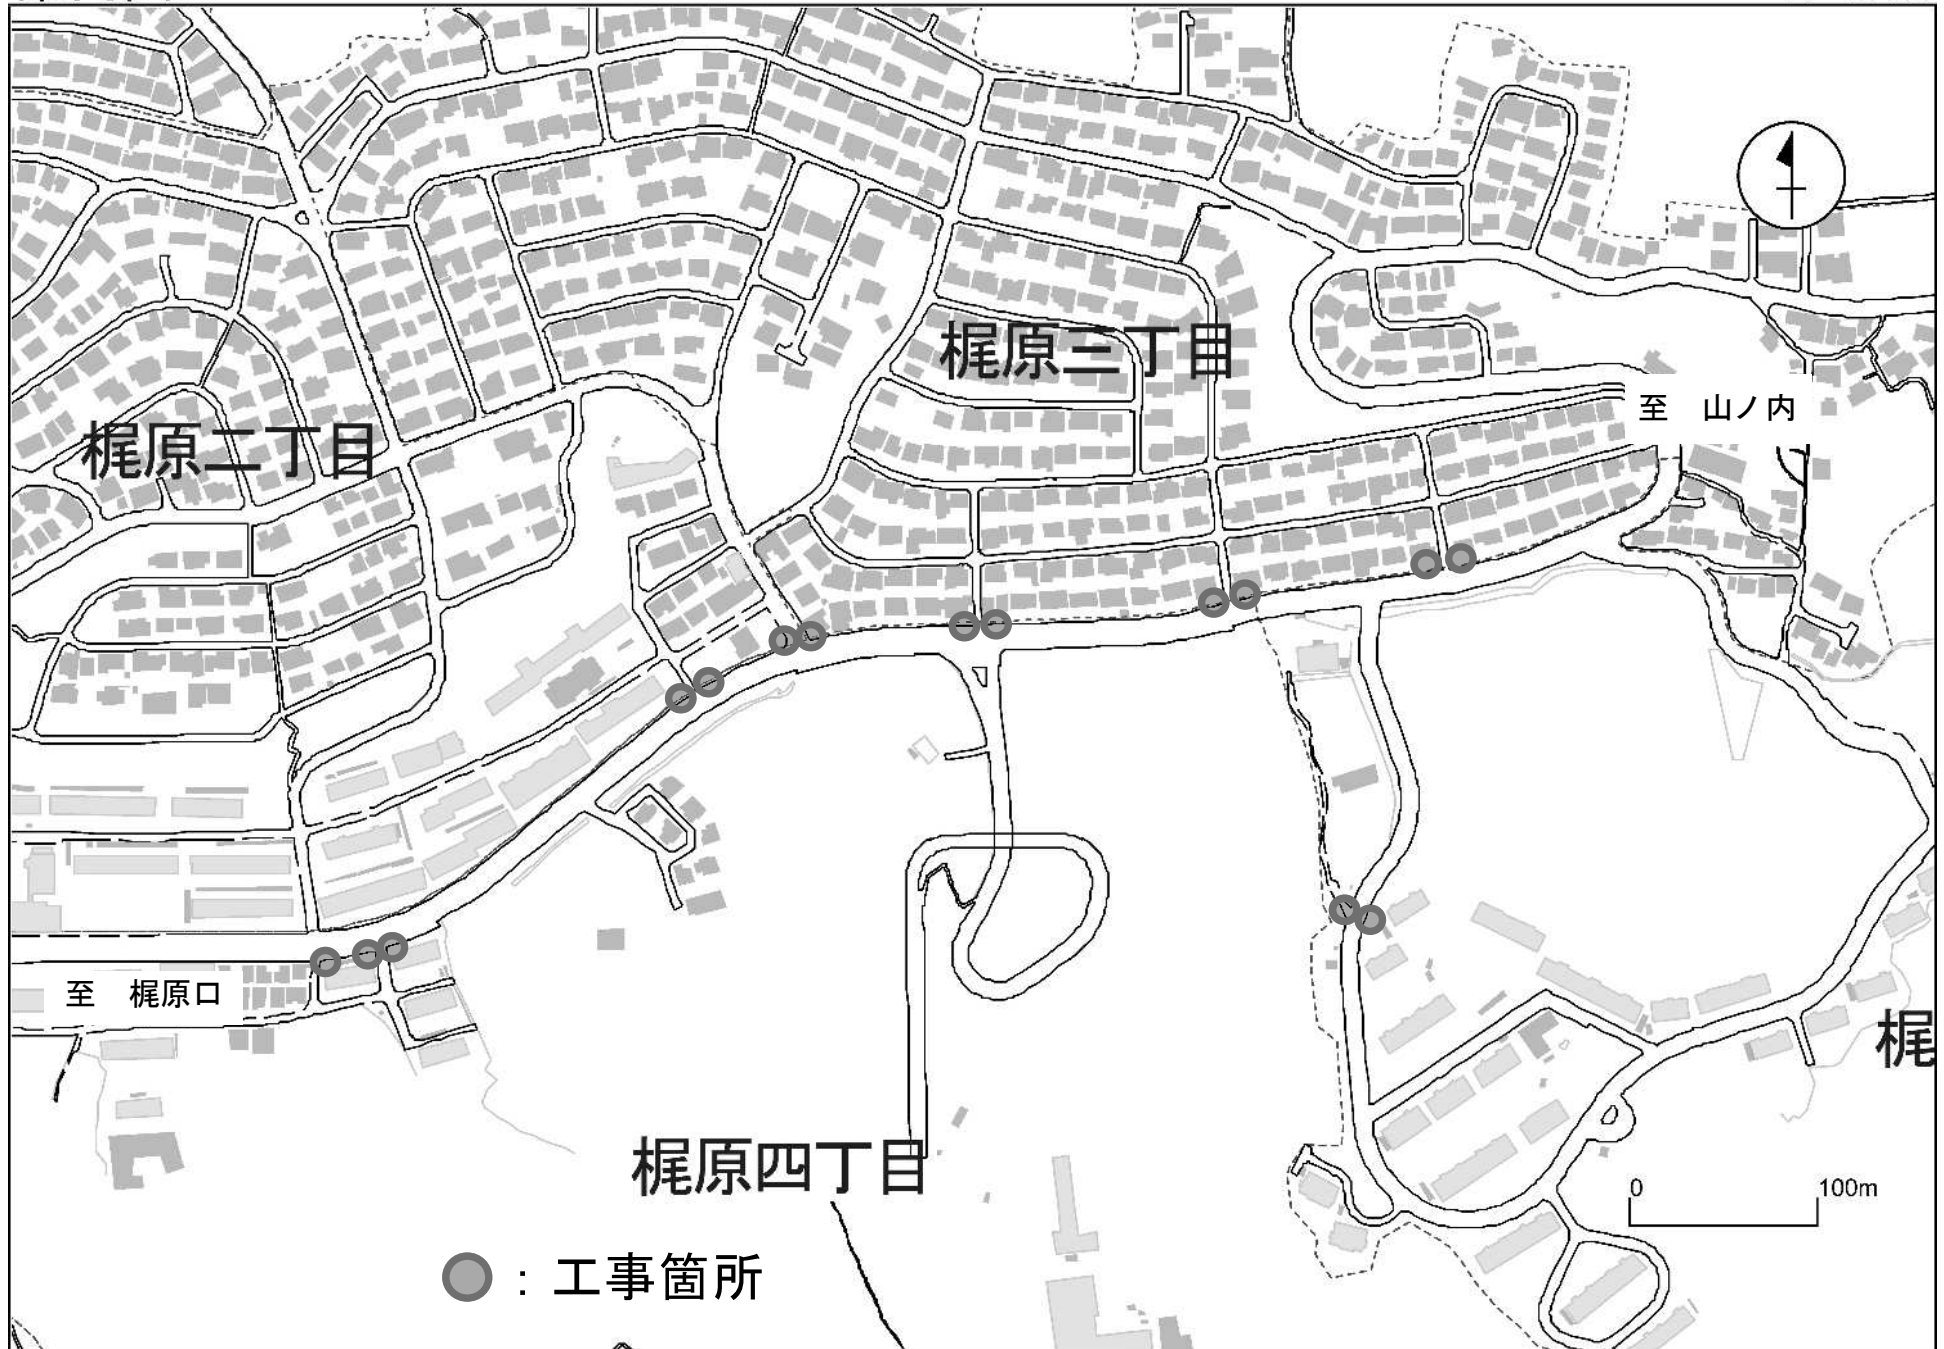 梶原三丁目
至　山ノ内
梶原二丁目
至　梶原口
梶
梶原四丁目
0 100m
：工事箇所